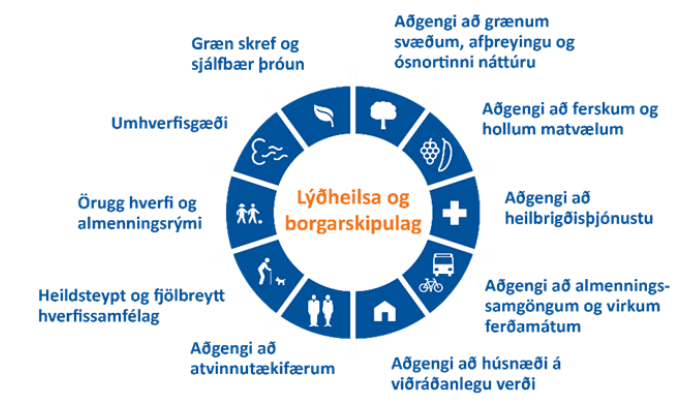 Lýðheilsa og
borgarskipulag
Aðgengi að grænum
svæðum, afþreyingu og
ósnortinni náttúru
Aðgengi að ferskum og
hollum matvælum
Aðgengi að
heilbrigðisþjónustu
Aðgengi að almennings-
samgöngum og virkum
ferðamátum
Aðgengi að húsnæði á
viðráðanlegu verði
Aðgengi að
atvinnutækifærum
Heildsteypt og fjölbreytt
hverfissamfélag
Örugg hverfi og
almenningsrými
Umhverfisgæði
Græn skref og
sjálfbær þróun